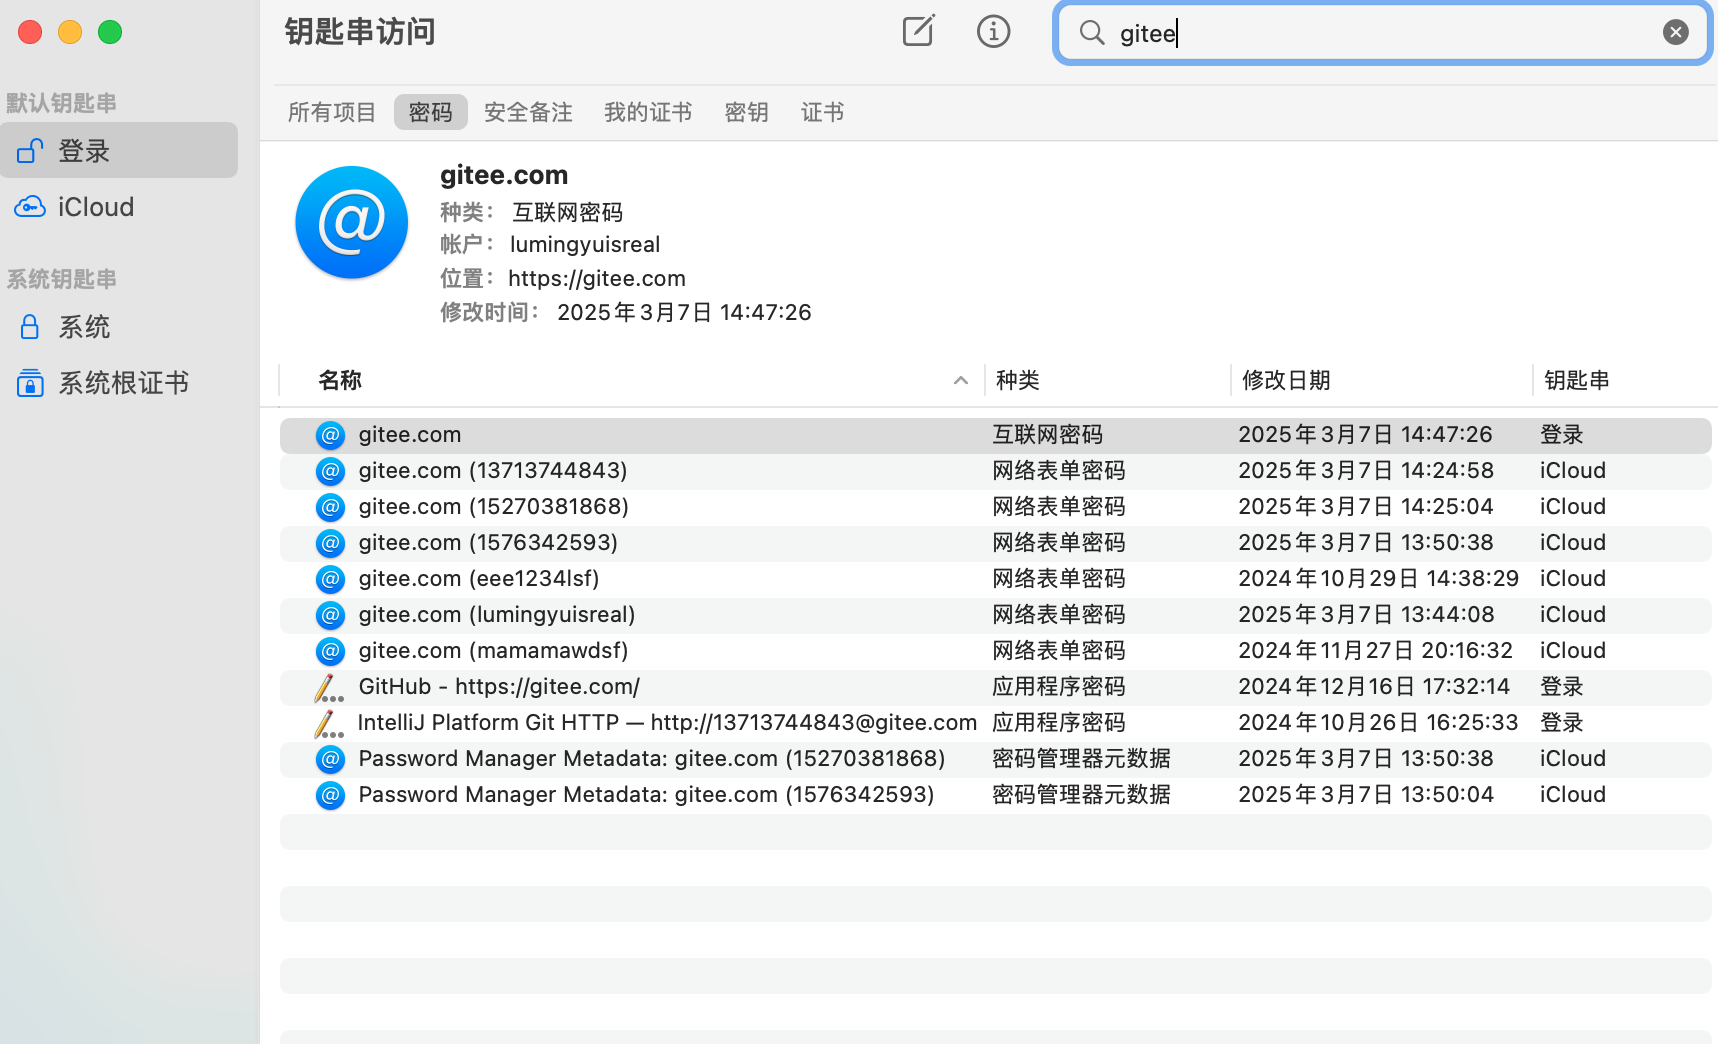 钥匙串访问
gitee
默认钥匙串
登录
iCloud
系统钥匙串
系统
系统根证书
所有项目 密码 安全备注 我的证书 密钥 证书
gitee.com
种类： 互联网密码
帐户： lumingyuisreal
位置： https://gitee.com
修改时间： 2025年3月7日 14:47:26
名称 种类 修改日期 钥匙串
gitee.com 互联网密码 2025年3月7日 14:47:26 登录
gitee.com (13713744843) 网络表单密码 2025年3月7日 14:24:58 iCloud
gitee.com (15270381868) 网络表单密码 2025年3月7日 14:25:04 iCloud
gitee.com (1576342593) 网络表单密码 2025年3月7日 13:50:38 iCloud
gitee.com (eee1234lsf) 网络表单密码 2024年10月29日 14:38:29 iCloud
gitee.com (lumingyuisreal) 网络表单密码 2025年3月7日 13:44:08 iCloud
gitee.com (mamamawdsf) 网络表单密码 2024年11月27日 20:16:32 iCloud
GitHub - https://gitee.com/ 应用程序密码 2024年12月16日 17:32:14 登录
IntelliJ Platform Git HTTP — http://13713744843@gitee.com 应用程序密码 2024年10月26日 16:25:33 登录
Password Manager Metadata: gitee.com (15270381868) 密码管理器元数据 2025年3月7日 13:50:38 iCloud
Password Manager Metadata: gitee.com (1576342593) 密码管理器元数据 2025年3月7日 13:50:04 iCloud